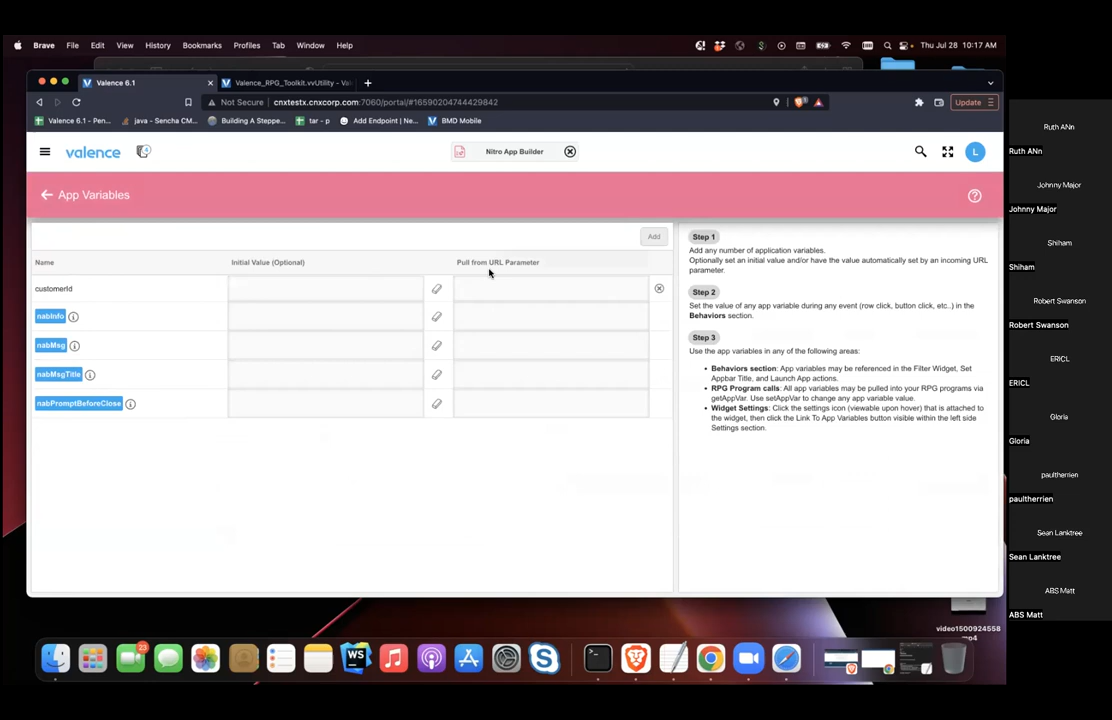 Brave File Edit View History Bookmarks Profiles Tab Window Help
Thu Jul 28 10:17 AM
Valence 6.1
Valence_RPG_Toolkit.vvUtility - Val
Not Secure cnxtestx.cnxcorp.com:7060/portal/#16590204744429842
Update
Valence 6.1 - Pen...
java - Sencha CM...
Building A Steppe...
tar - p
Add Endpoint | Ne...
BMD Mobile
valence
4
Nitro App Builder
L
App Variables
Add
Name
Initial Value (Optional)
Pull from URL Parameter
customerId
nabInfo
nabMsg
nabMsgTitle
nabPromptBeforeClose
Step 1
Add any number of application variables.
Optionally set an initial value and/or have the value automatically set by an incoming URL
parameter.
Step 2
Set the value of any app variable during any event (row click, button click, etc..) in the
Behaviors section.
Step 3
Use the app variables in any of the following areas:
• Behaviors section: App variables may be referenced in the Filter Widget, Set
Appbar Title, and Launch App actions.
• RPG Program calls: All app variables may be pulled into your RPG programs via
getAppVar. Use setAppVar to change any app variable value.
• Widget Settings: Click the settings icon (viewable upon hover) that is attached to
the widget, then click the Link To App Variables button visible within the left side
Settings section.
video1500924558
mp4
23
WS
Ruth ANn
Ruth ANn
Johnny Major
Johnny Major
Shiham
Shiham
Robert Swanson
Robert Swanson
ERICL
ERICL
Gloria
Gloria
paultherrien
paultherrien
Sean Lanktree
Sean Lanktree
ABS Matt
ABS Matt